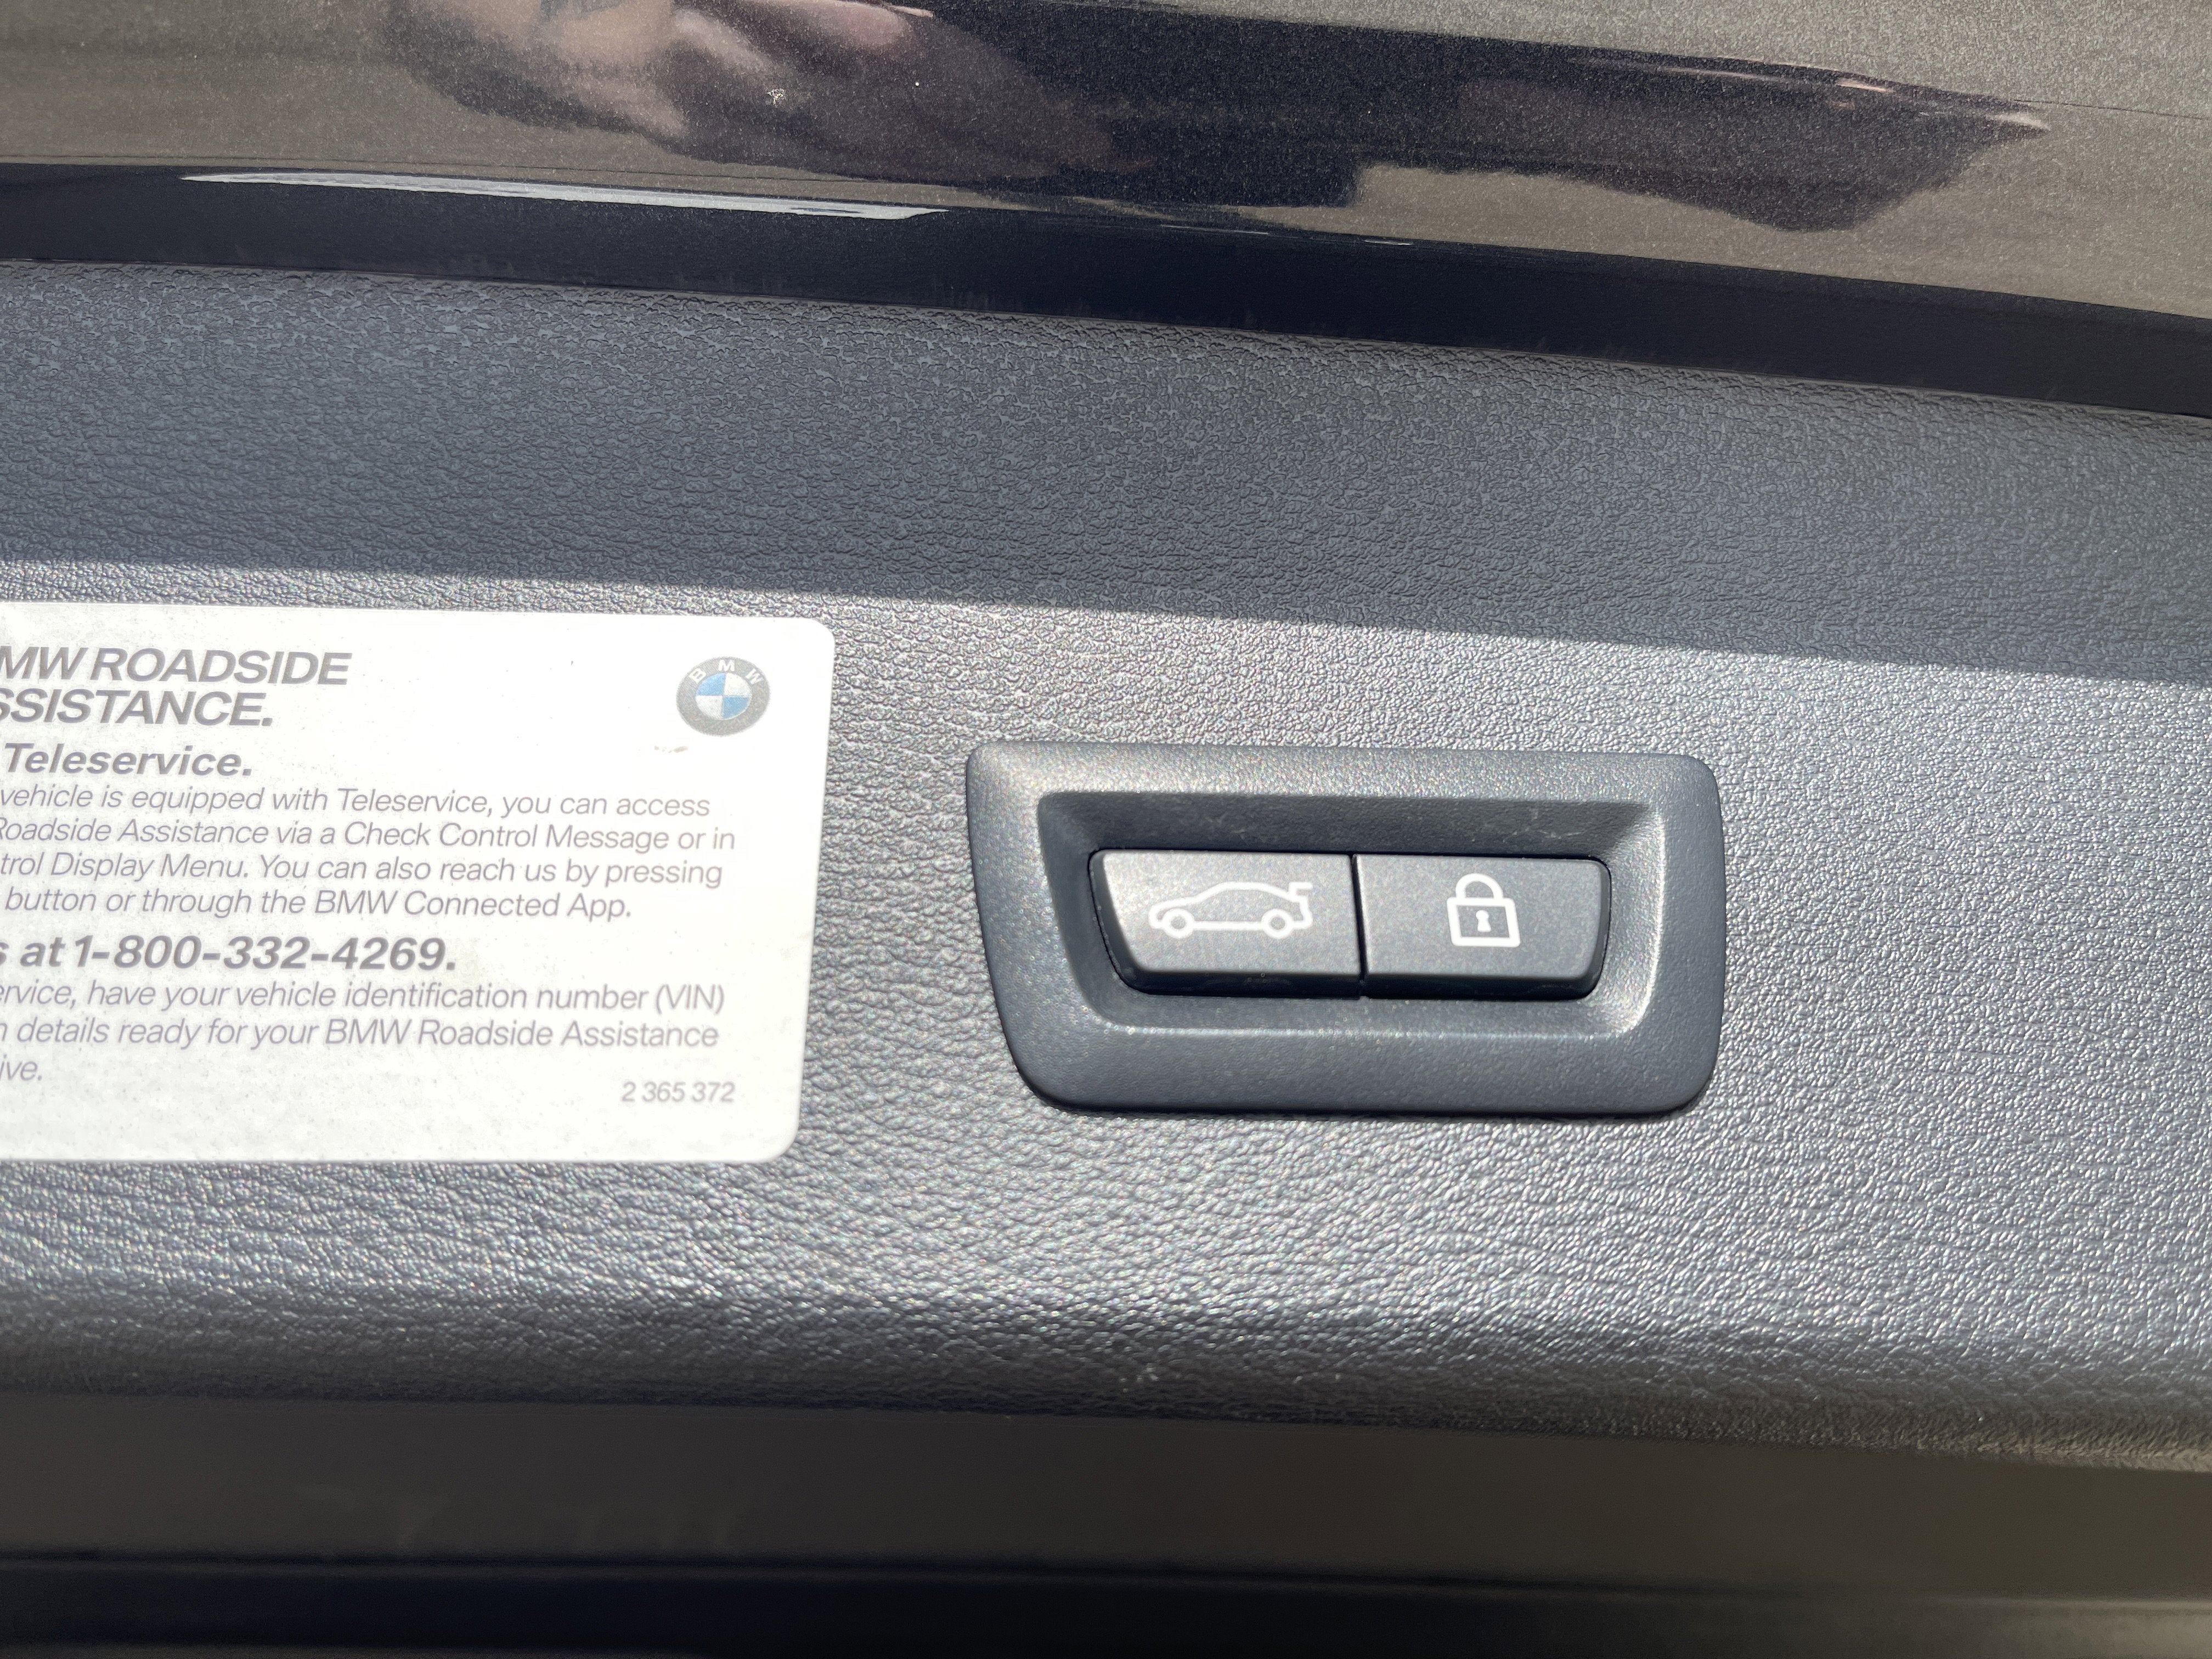 MW ROADSIDE
SSISTANCE.
BMW
Teleservice.
vehicle is equipped with Teleservice, you can access
Roadside Assistance via a Check Control Message or in
trol Display Menu. You can also reach us by pressing
button or through the BMW Connected App.
s at 1-800-332-4269.
ervice, have your vehicle identification number (VIN)
n details ready for your BMW Roadside Assistance
ive.
2 365 372